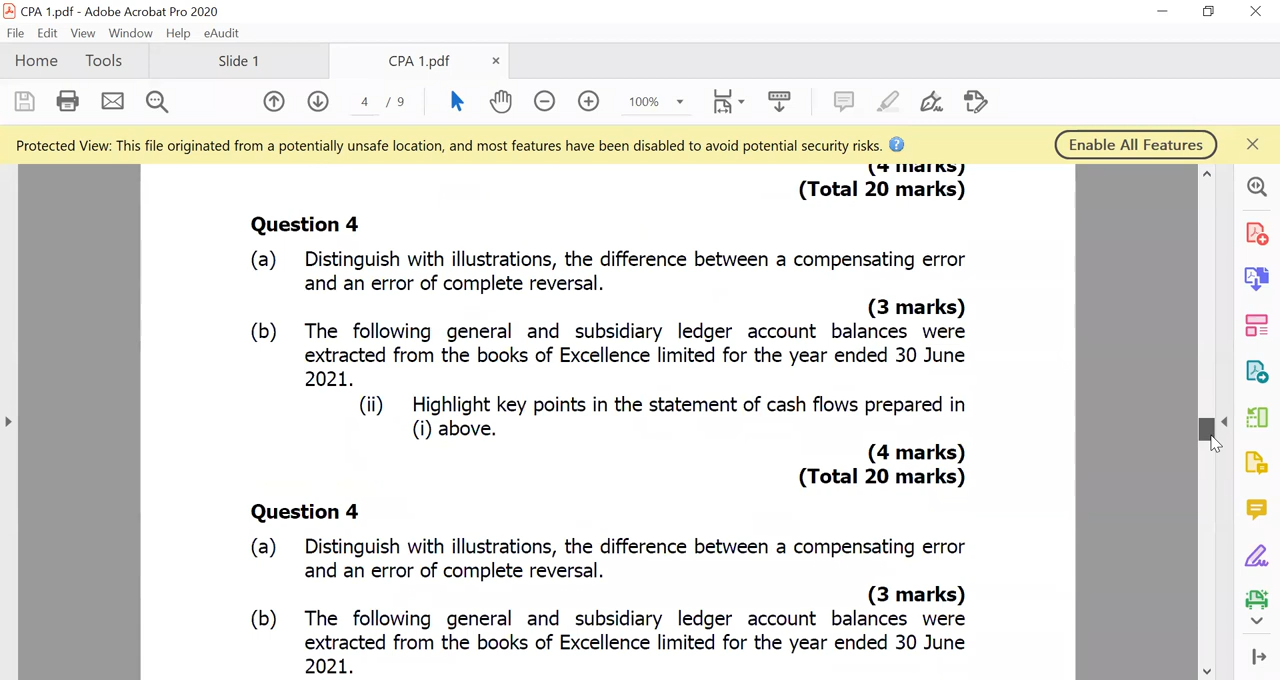 CPA 1.pdf - Adobe Acrobat Pro 2020
File Edit View Window Help eAudit
Home Tools Slide 1 CPA 1.pdf ×
4 / 9 100%
Protected View: This file originated from a potentially unsafe location, and most features have been disabled to avoid potential security risks. ? Enable All Features
(4 marks)
(Total 20 marks)
Question 4
(a) Distinguish with illustrations, the difference between a compensating error
and an error of complete reversal.
(3 marks)
(b) The following general and subsidiary ledger account balances were
extracted from the books of Excellence limited for the year ended 30 June
2021.
(ii) Highlight key points in the statement of cash flows prepared in
(i) above.
(4 marks)
(Total 20 marks)
Question 4
(a) Distinguish with illustrations, the difference between a compensating error
and an error of complete reversal.
(3 marks)
(b) The following general and subsidiary ledger account balances were
extracted from the books of Excellence limited for the year ended 30 June
2021.